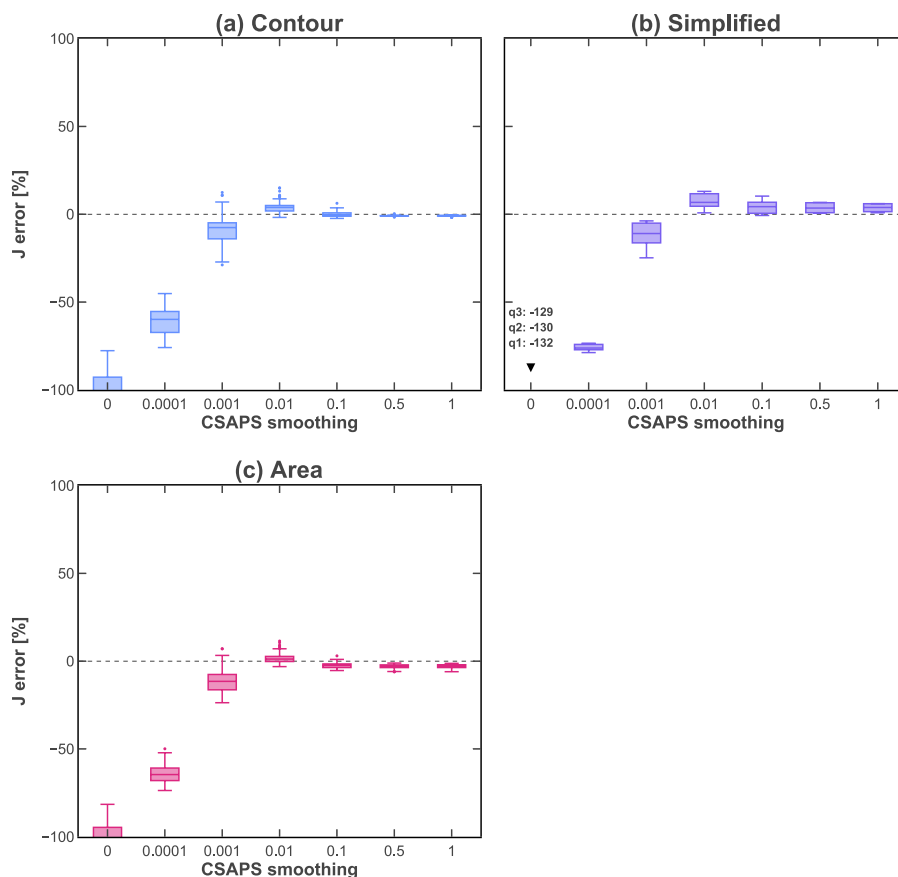 (a) Contour
(b) Simplified
100
50
0
−50
−100
J error [%]
q3: -129
q2: -130
q1: -132
0 0.0001 0.001 0.01 0.1 0.5 1
0 0.0001 0.001 0.01 0.1 0.5 1
CSAPS smoothing
CSAPS smoothing
(c) Area
100
50
0
−50
−100
J error [%]
0 0.0001 0.001 0.01 0.1 0.5 1
CSAPS smoothing